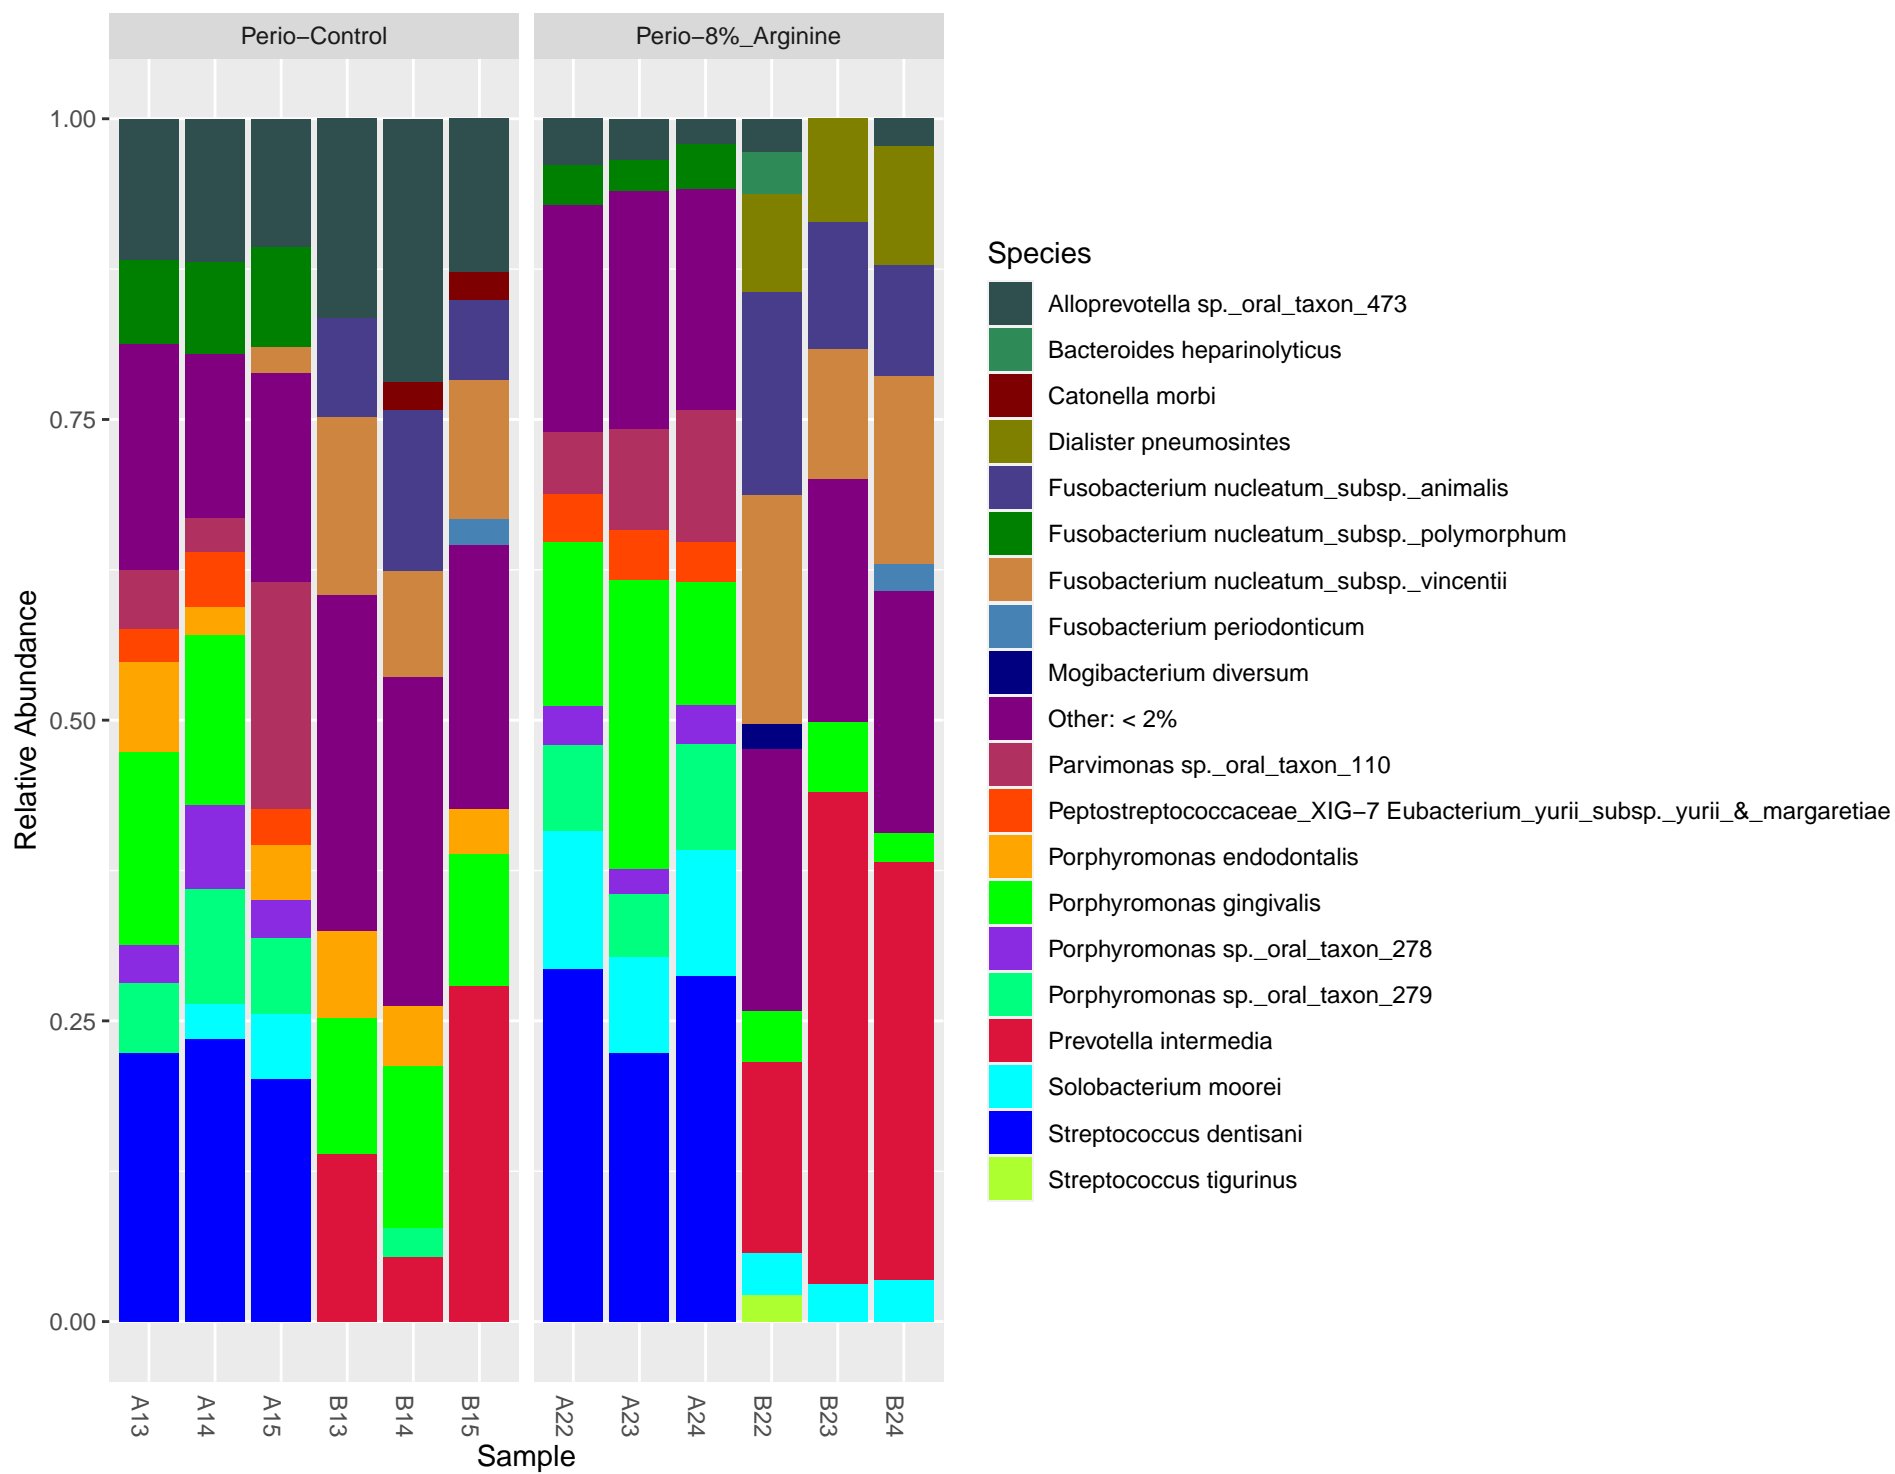 Perio−Control
Perio−8%_Arginine
Relative Abundance
1.00
0.75
0.50
0.25
0.00
A13
A14
A15
B13
B14
B15
A22
A23
A24
B22
B23
B24
Sample
Species
Alloprevotella sp._oral_taxon_473
Bacteroides heparinolyticus
Catonella morbi
Dialister pneumosintes
Fusobacterium nucleatum_subsp._animalis
Fusobacterium nucleatum_subsp._polymorphum
Fusobacterium nucleatum_subsp._vincentii
Fusobacterium periodonticum
Mogibacterium diversum
Other: < 2%
Parvimonas sp._oral_taxon_110
Peptostreptococcaceae_XIG−7 Eubacterium_yurii_subsp._yurii_&_margaretiae
Porphyromonas endodontalis
Porphyromonas gingivalis
Porphyromonas sp._oral_taxon_278
Porphyromonas sp._oral_taxon_279
Prevotella intermedia
Solobacterium moorei
Streptococcus dentisani
Streptococcus tigurinus